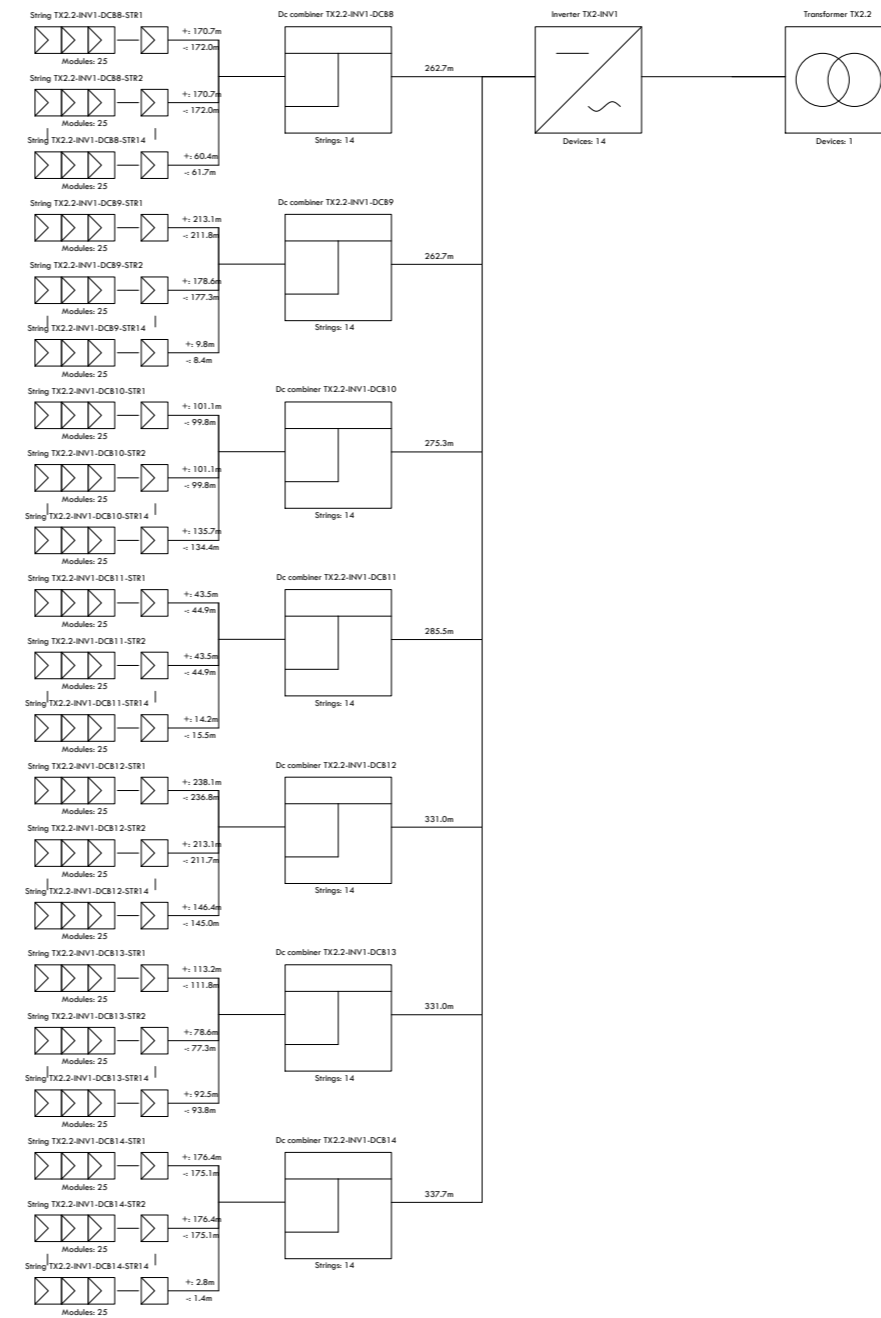 String TX2.2-INV1-DCB8-STR1
+: 170.7m
-: 172.0m
Modules: 25
String TX2.2-INV1-DCB8-STR2
+: 170.7m
-: 172.0m
Modules: 25
String TX2.2-INV1-DCB8-STR14
+: 60.4m
-: 61.7m
Modules: 25
Dc combiner TX2.2-INV1-DCB8
Strings: 14
262.7m
Inverter TX2-INV1
Devices: 14
Transformer TX2.2
Devices: 1
String TX2.2-INV1-DCB9-STR1
+: 213.1m
-: 211.8m
Modules: 25
String TX2.2-INV1-DCB9-STR2
+: 178.6m
-: 177.3m
Modules: 25
String TX2.2-INV1-DCB9-STR14
+: 9.8m
-: 8.4m
Modules: 25
Dc combiner TX2.2-INV1-DCB9
Strings: 14
262.7m
String TX2.2-INV1-DCB10-STR1
+: 101.1m
-: 99.8m
Modules: 25
String TX2.2-INV1-DCB10-STR2
+: 101.1m
-: 99.8m
Modules: 25
String TX2.2-INV1-DCB10-STR14
+: 135.7m
-: 134.4m
Modules: 25
Dc combiner TX2.2-INV1-DCB10
Strings: 14
275.3m
String TX2.2-INV1-DCB11-STR1
+: 43.5m
-: 44.9m
Modules: 25
String TX2.2-INV1-DCB11-STR2
+: 43.5m
-: 44.9m
Modules: 25
String TX2.2-INV1-DCB11-STR14
+: 14.2m
-: 15.5m
Modules: 25
Dc combiner TX2.2-INV1-DCB11
Strings: 14
285.5m
String TX2.2-INV1-DCB12-STR1
+: 238.1m
-: 236.8m
Modules: 25
String TX2.2-INV1-DCB12-STR2
+: 213.1m
-: 211.7m
Modules: 25
String TX2.2-INV1-DCB12-STR14
+: 146.4m
-: 145.0m
Modules: 25
Dc combiner TX2.2-INV1-DCB12
Strings: 14
331.0m
String TX2.2-INV1-DCB13-STR1
+: 113.2m
-: 111.8m
Modules: 25
String TX2.2-INV1-DCB13-STR2
+: 78.6m
-: 77.3m
Modules: 25
String TX2.2-INV1-DCB13-STR14
+: 92.5m
-: 93.8m
Modules: 25
Dc combiner TX2.2-INV1-DCB13
Strings: 14
331.0m
String TX2.2-INV1-DCB14-STR1
+: 176.4m
-: 175.1m
Modules: 25
String TX2.2-INV1-DCB14-STR2
+: 176.4m
-: 175.1m
Modules: 25
String TX2.2-INV1-DCB14-STR14
+: 2.8m
-: 1.4m
Modules: 25
Dc combiner TX2.2-INV1-DCB14
Strings: 14
337.7m